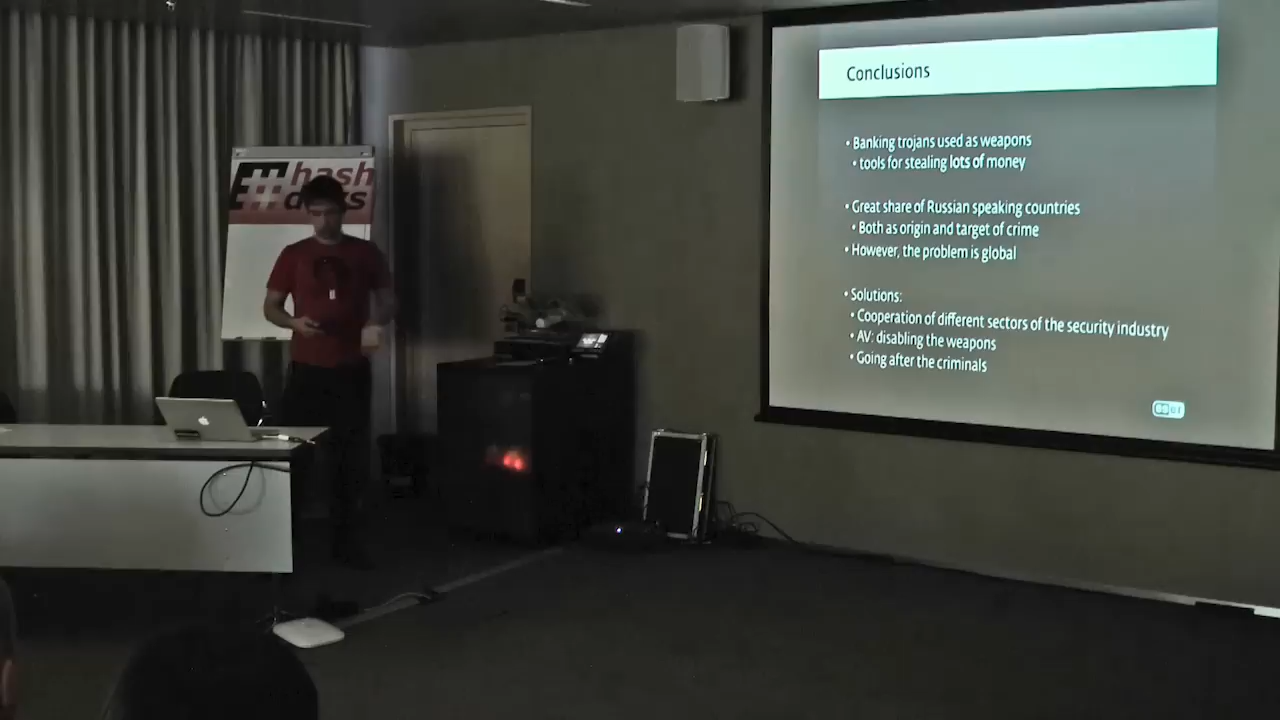 hash
days
Conclusions
• Banking trojans used as weapons
• tools for stealing lots of money
• Great share of Russian speaking countries
• Both as origin and target of crime
• However, the problem is global
• Solutions:
• Cooperation of different sectors of the security industry
• AV: disabling the weapons
• Going after the criminals
eset